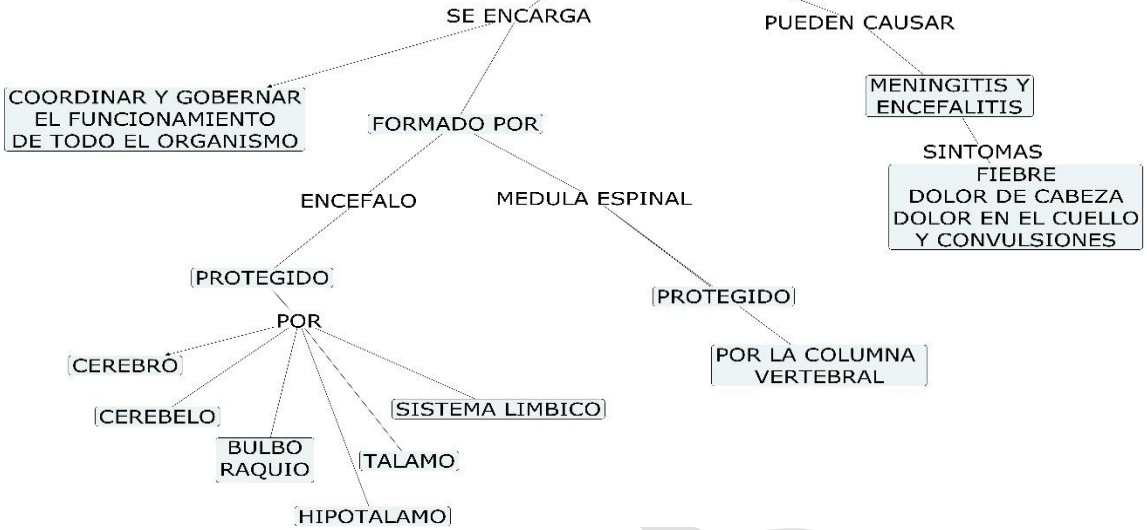 SE ENCARGA
PUEDEN CAUSAR
COORDINAR Y GOBERNAR
EL FUNCIONAMIENTO
DE TODO EL ORGANISMO
FORMADO POR
MENINGITIS Y
ENCEFALITIS
SINTOMAS
FIEBRE
DOLOR DE CABEZA
DOLOR EN EL CUELLO
Y CONVULSIONES
ENCEFALO
MEDULA ESPINAL
PROTEGIDO
PROTEGIDO
POR
CEREBRO
POR LA COLUMNA
VERTEBRAL
CEREBELO
SISTEMA LIMBICO
BULBO
RAQUIO
TALAMO
HIPOTALAMO